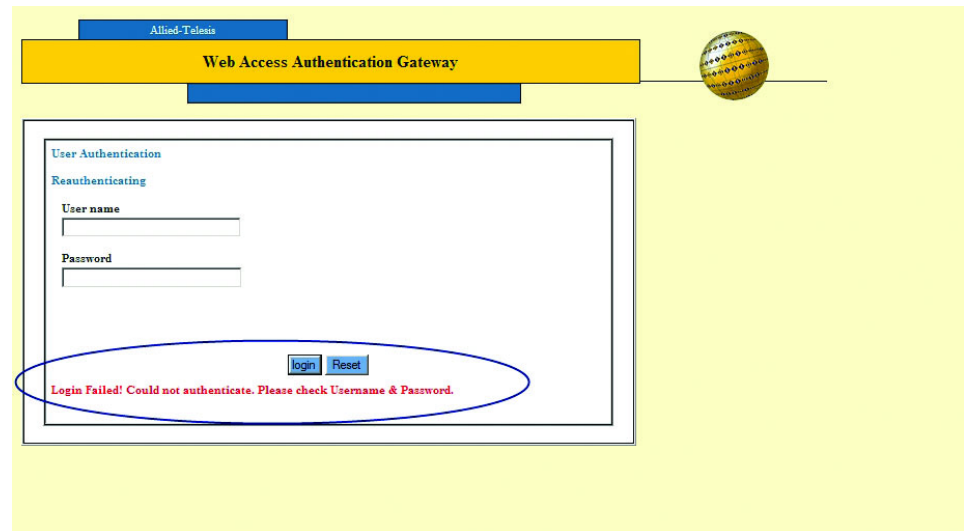 Allied-Telesis
Web Access Authentication Gateway
User Authentication
Reauthenticating
User name
Password
login Reset
Login Failed! Could not authenticate. Please check Username & Password.